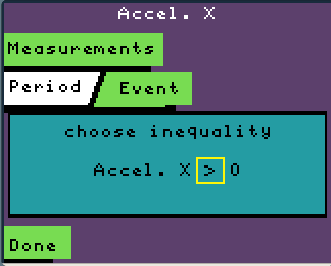 Accel. X
Measurements
Period Event
choose inequality
Accel. X > 0
Done